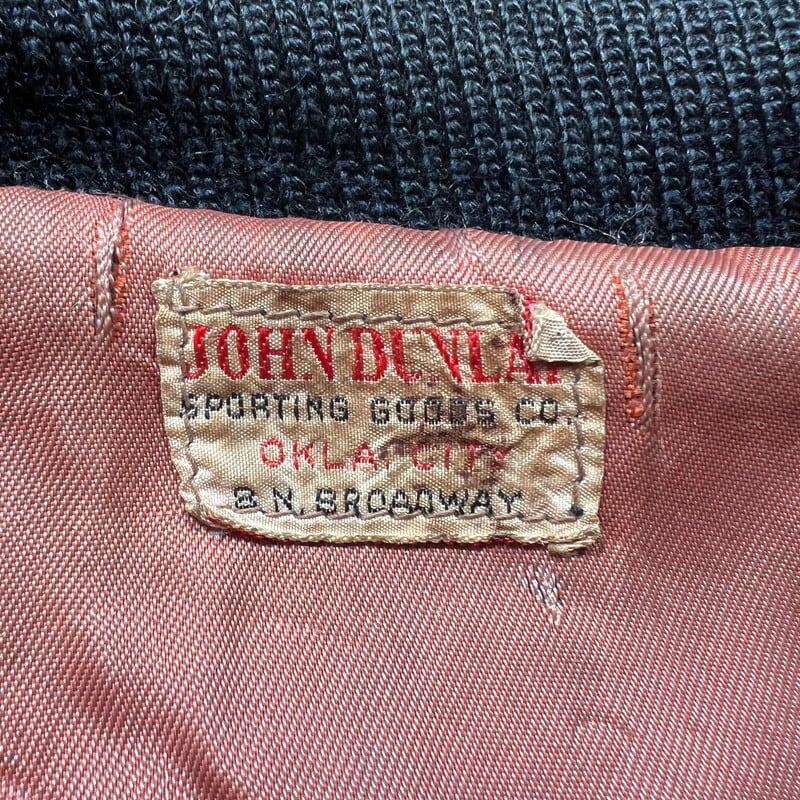 JOHN DUNLAP
SPORTING GOODS CO.
OKLA. CITY
8 N. BROADWAY